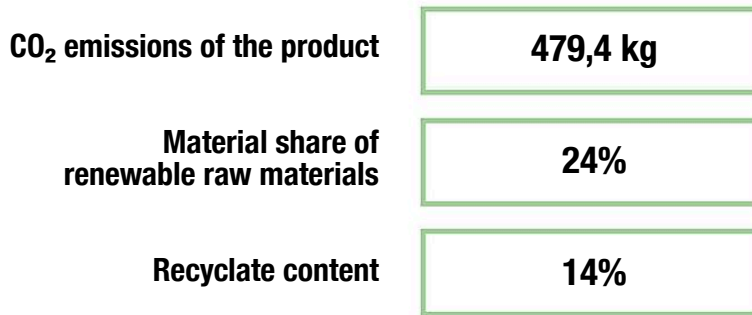 CO₂ emissions of the product
479,4 kg
Material share of
renewable raw materials
24%
Recyclate content
14%